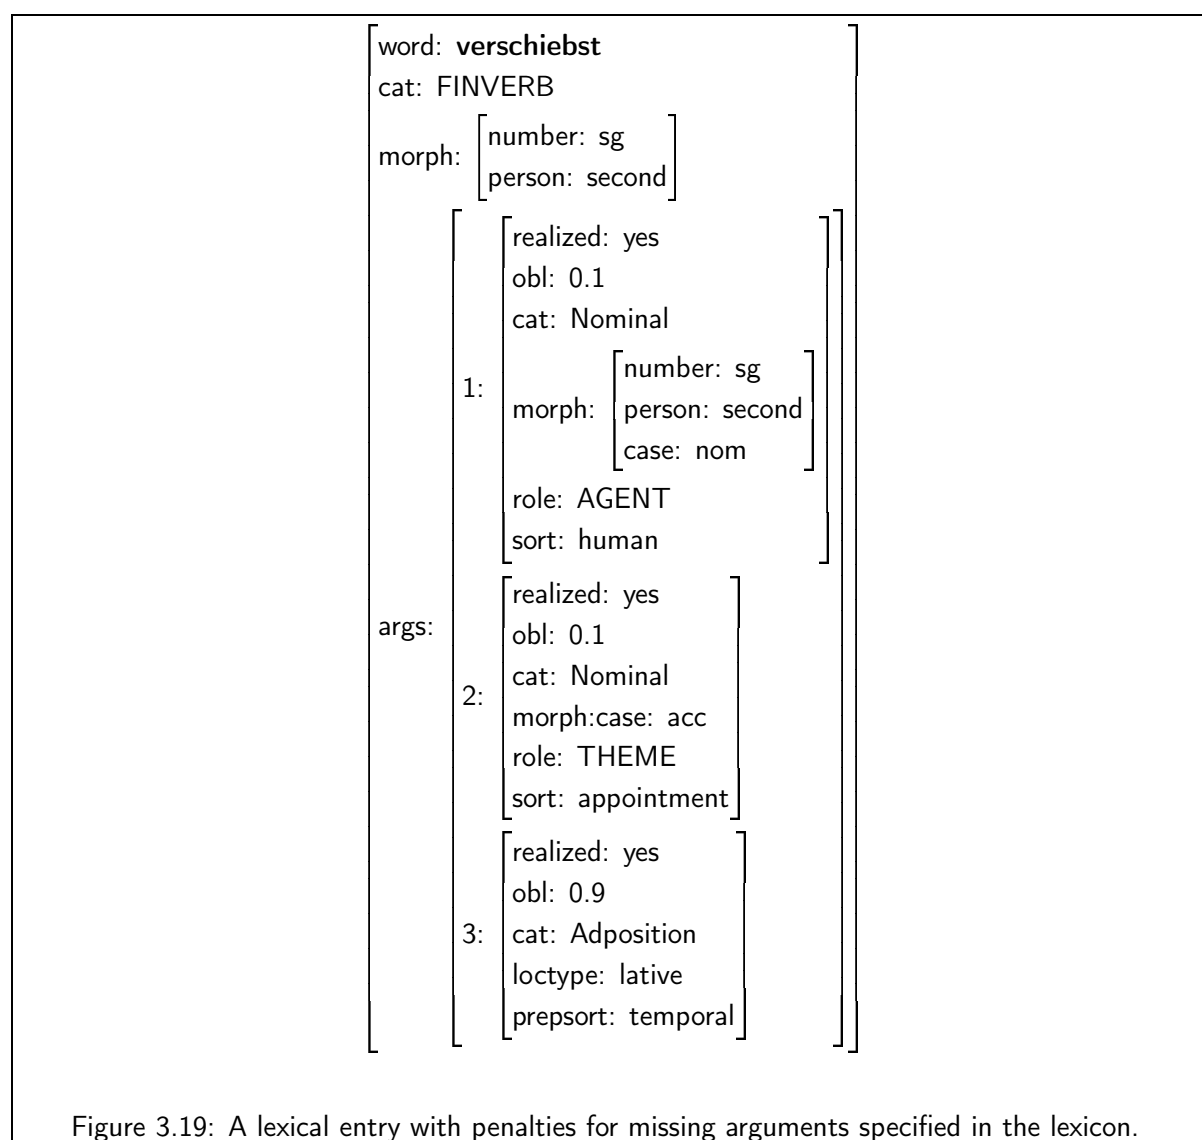 word: verschiebst
cat: FINVERB
morph:
number: sg
person: second
args:
1:
realized: yes
obl: 0.1
cat: Nominal
morph:
number: sg
person: second
case: nom
role: AGENT
sort: human
2:
realized: yes
obl: 0.1
cat: Nominal
morph:case: acc
role: THEME
sort: appointment
3:
realized: yes
obl: 0.9
cat: Adposition
loctype: lative
prepsort: temporal
Figure 3.19: A lexical entry with penalties for missing arguments specified in the lexicon.